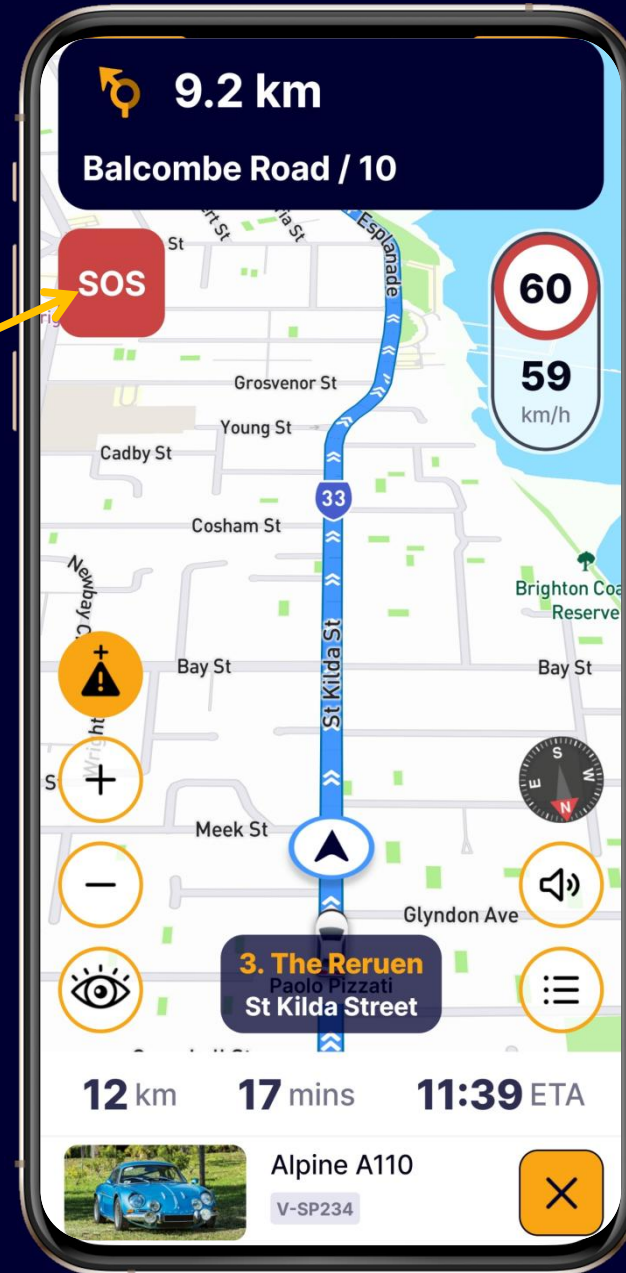 9.2 km
Balcombe Road / 10
St
Esplanade
SOS
60
59
km/h
Grosvenor St
Young St
Cadby St
33
Cosham St
Brighton Coa
Reserve
Bay St
St Kilda St
Bay St
S
E
W
N
Meek St
Glyndon Ave
3. The Reruen
Paolo Pizzati
St Kilda Street
12 km
17 mins
11:39 ETA
Alpine A110
V-SP234